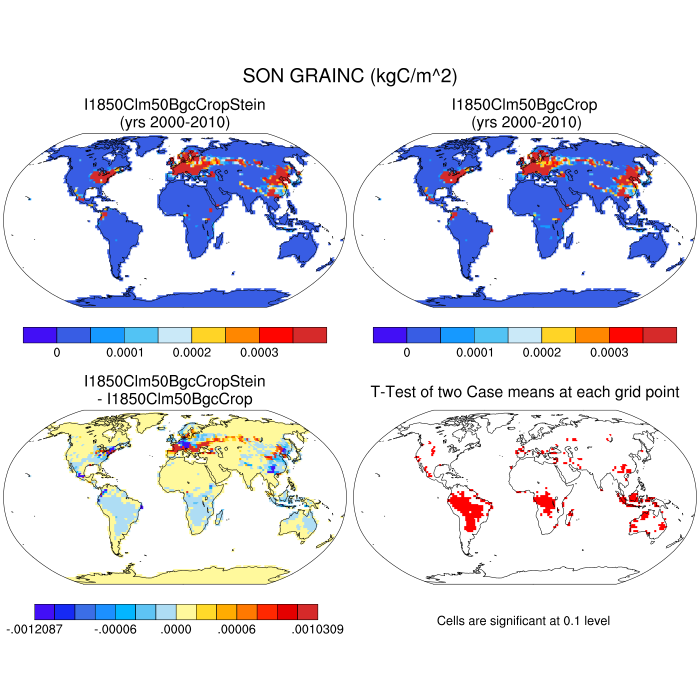 SON GRAINC (kgC/m^2)
I1850Clm50BgcCropStein
(yrs 2000-2010)
I1850Clm50BgcCrop
(yrs 2000-2010)
0 0.0001 0.0002 0.0003
0 0.0001 0.0002 0.0003
I1850Clm50BgcCropStein
- I1850Clm50BgcCrop
T-Test of two Case means at each grid point
-.0012087 -.00006 .0000 .00006 .0010309
Cells are significant at 0.1 level